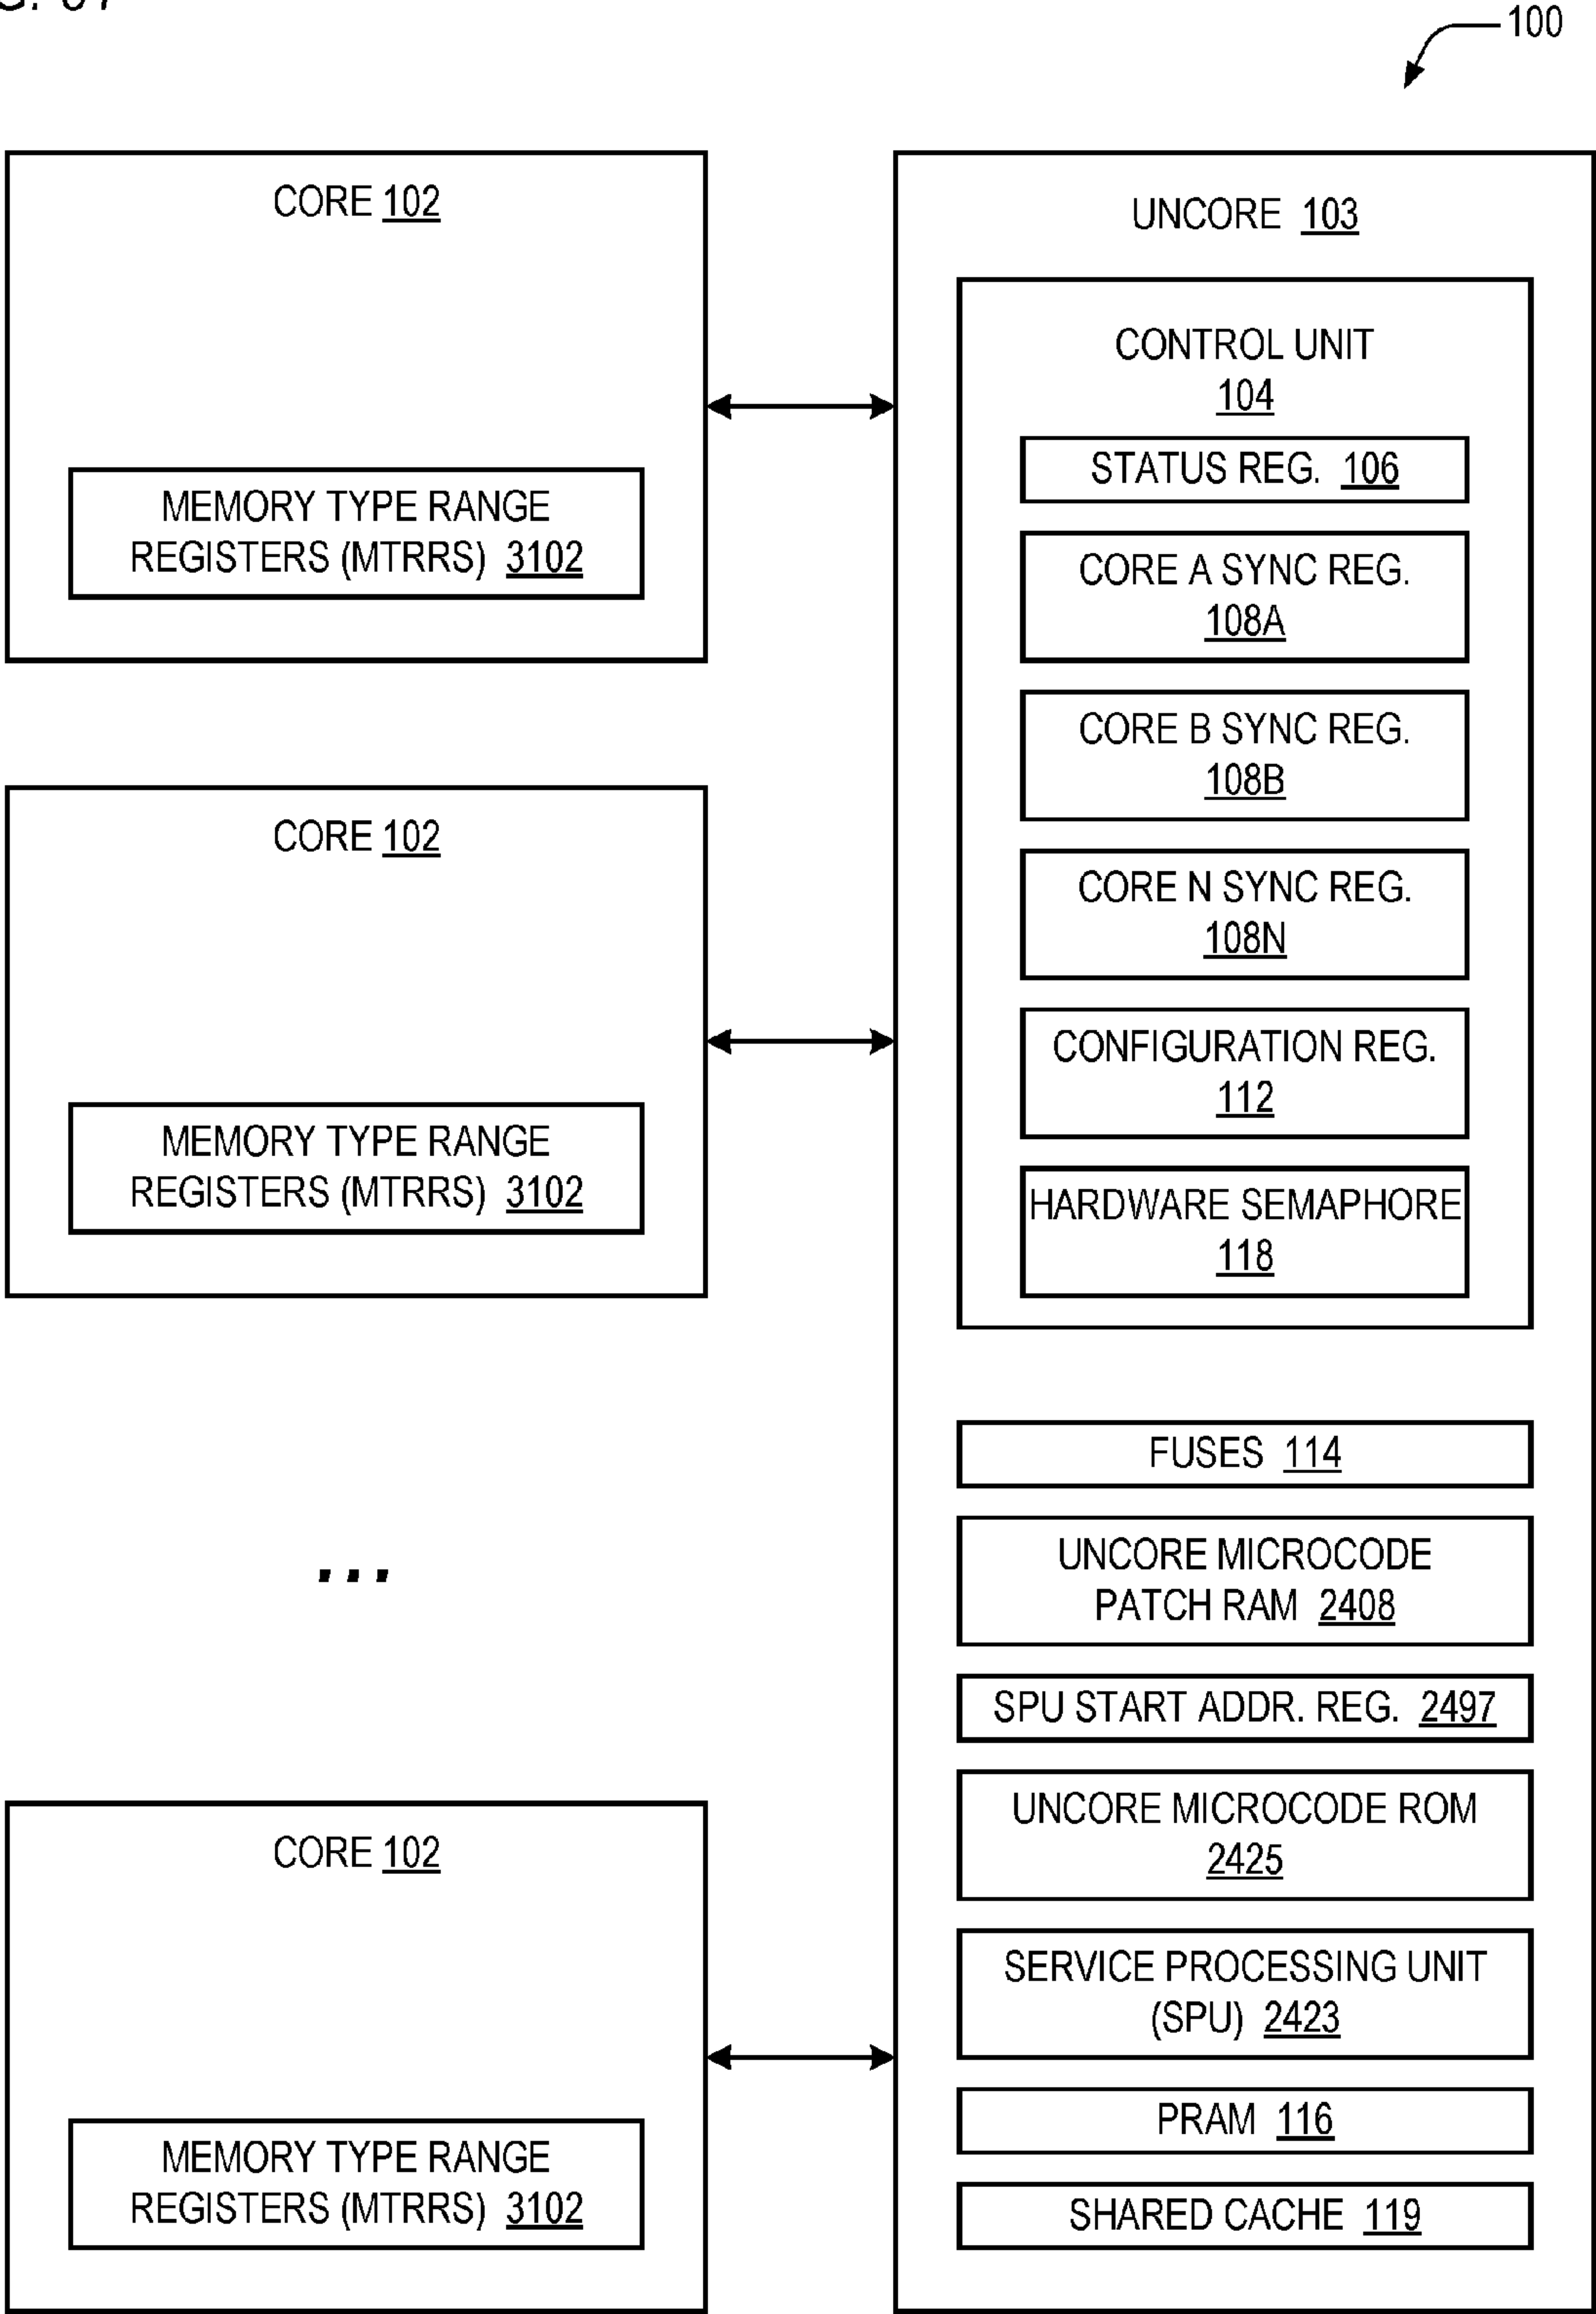 100
CORE 102
MEMORY TYPE RANGE
REGISTERS (MTRRS) 3102
CORE 102
MEMORY TYPE RANGE
REGISTERS (MTRRS) 3102
...
CORE 102
MEMORY TYPE RANGE
REGISTERS (MTRRS) 3102
UNCORE 103
CONTROL UNIT
104
STATUS REG. 106
CORE A SYNC REG.
108A
CORE B SYNC REG.
108B
CORE N SYNC REG.
108N
CONFIGURATION REG.
112
HARDWARE SEMAPHORE
118
FUSES 114
UNCORE MICROCODE
PATCH RAM 2408
SPU START ADDR. REG. 2497
UNCORE MICROCODE ROM
2425
SERVICE PROCESSING UNIT
(SPU) 2423
PRAM 116
SHARED CACHE 119